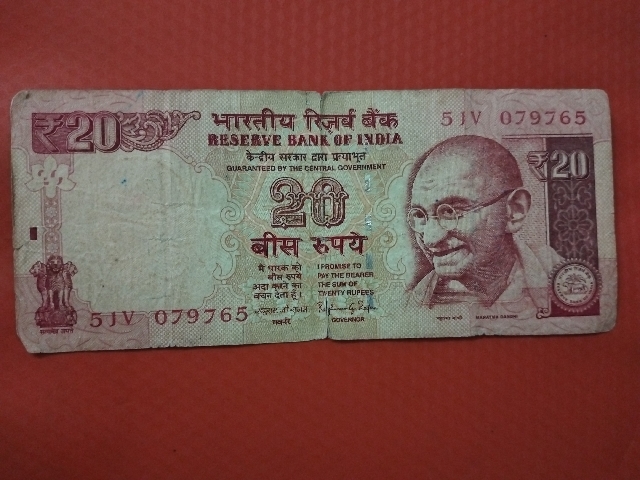 ₹20
भारतीय रिज़र्व बैंक
RESERVE BANK OF INDIA
केन्द्रीय सरकार द्वारा प्रत्याभूत
GUARANTEED BY THE CENTRAL GOVERNMENT
5JV 079765
₹20
20
बीस रुपये
मैं धारक को
बीस रुपये
अदा करने का
वचन देता हूँ।
I PROMISE TO
PAY THE BEARER
THE SUM OF
TWENTY RUPEES
सत्यमेव जयते
5JV 079765
गवर्नर
GOVERNOR
महात्मा गांधी
MAHATMA GANDHI